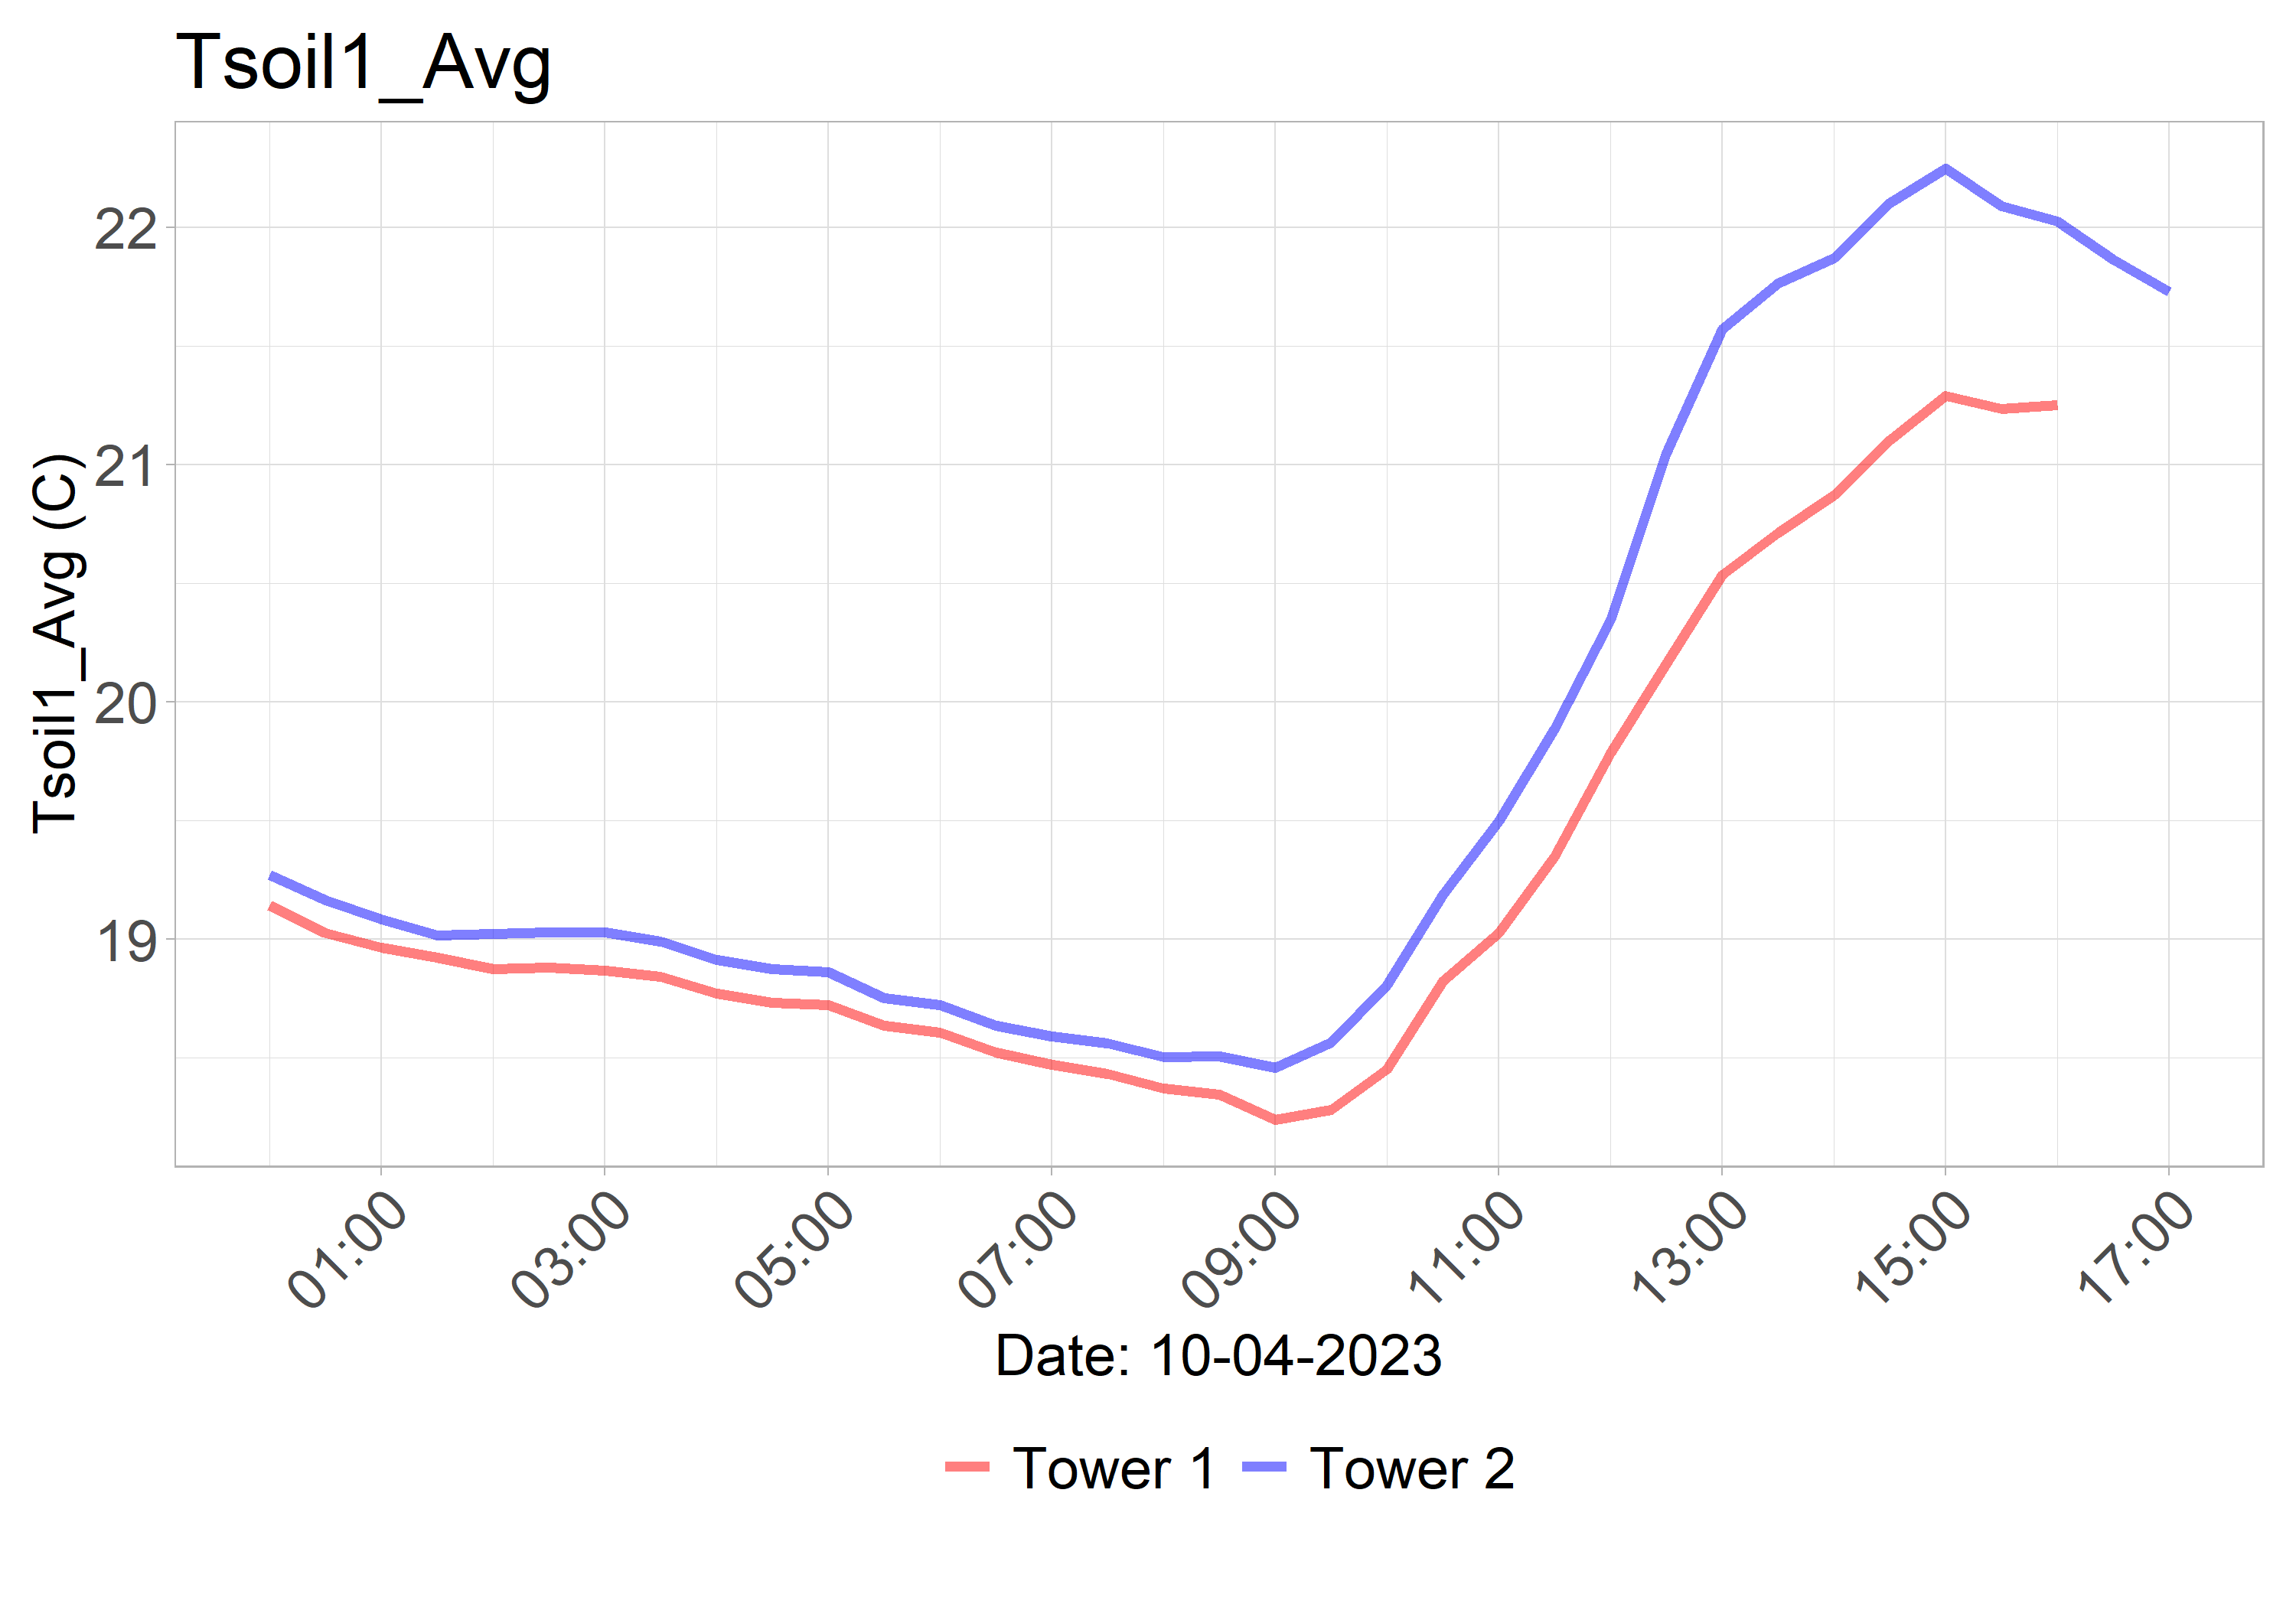 Tsoil1_Avg
Tsoil1_Avg (C)
22
21
20
19
01:00 03:00 05:00 07:00 09:00 11:00 13:00 15:00 17:00
Date: 10-04-2023
Tower 1 Tower 2